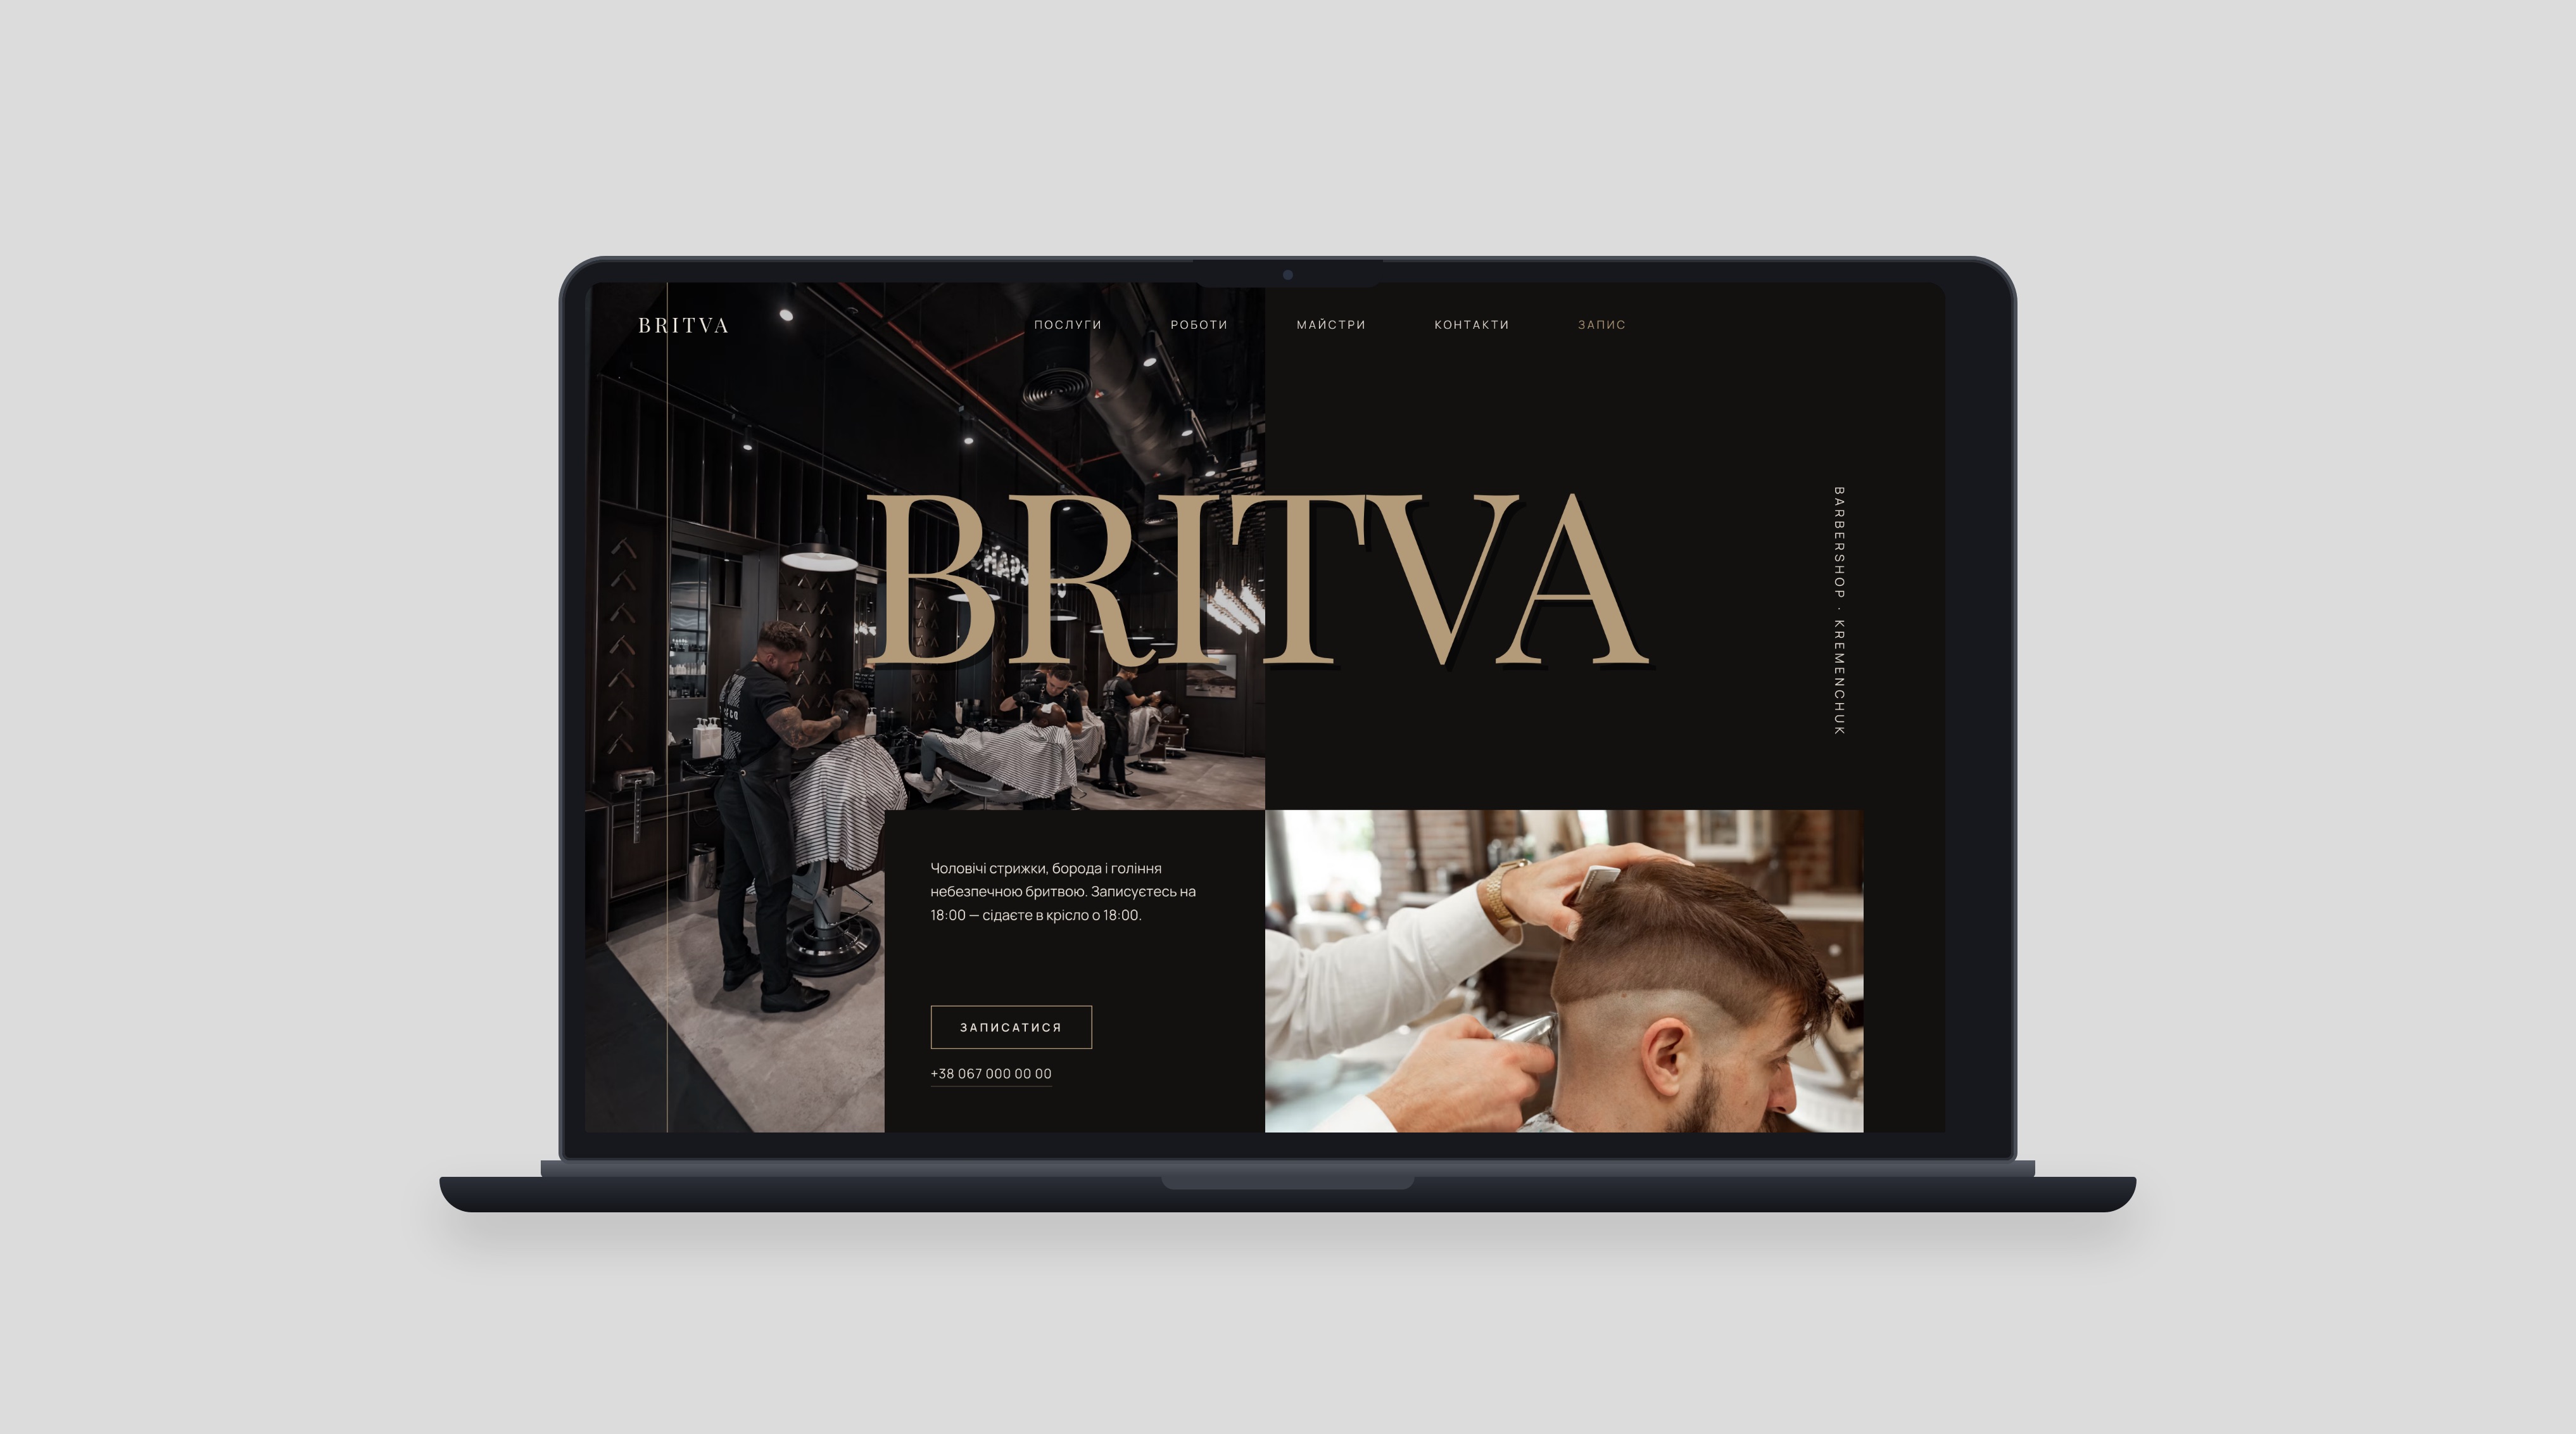 BRITVA
ПОСЛУГИ
РОБОТИ
МАЙСТРИ
КОНТАКТИ
ЗАПИС
BRITVA
BARBERSHOP · KREMENCHUK
Чоловічі стрижки, борода і гоління
небезпечною бритвою. Записуєтесь на
18:00 — сідаєте в крісло о 18:00.
ЗАПИСАТИСЯ
+38 067 000 00 00